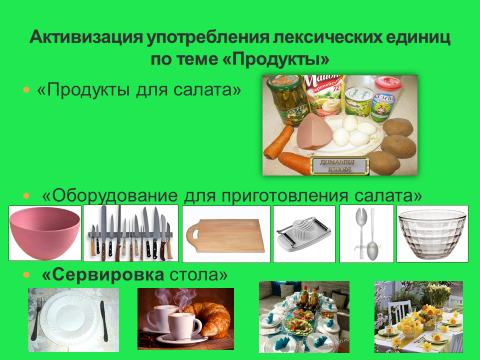 Активизация употребления лексических единиц
по теме «Продукты»
«Продукты для салата»
«Оборудование для приготовления салата»
«Сервировка стола»